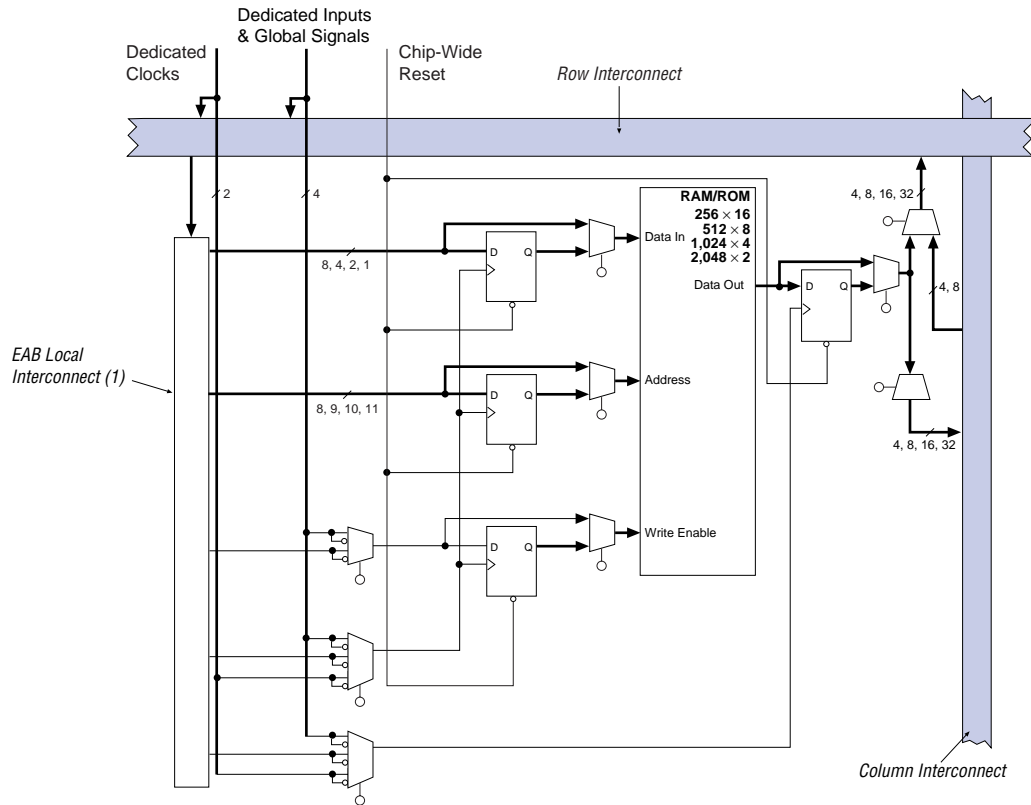 Dedicated Inputs
& Global Signals
Dedicated
Clocks
Chip-Wide
Reset
Row Interconnect
2
4
4, 8, 16, 32
RAM/ROM
256 × 16
512 × 8
1,024 × 4
2,048 × 2
Data In
D
Q
8, 4, 2, 1
Data Out
D
Q
4, 8
EAB Local
Interconnect (1)
Address
D
Q
8, 9, 10, 11
4, 8, 16, 32
Write Enable
D
Q
Column Interconnect